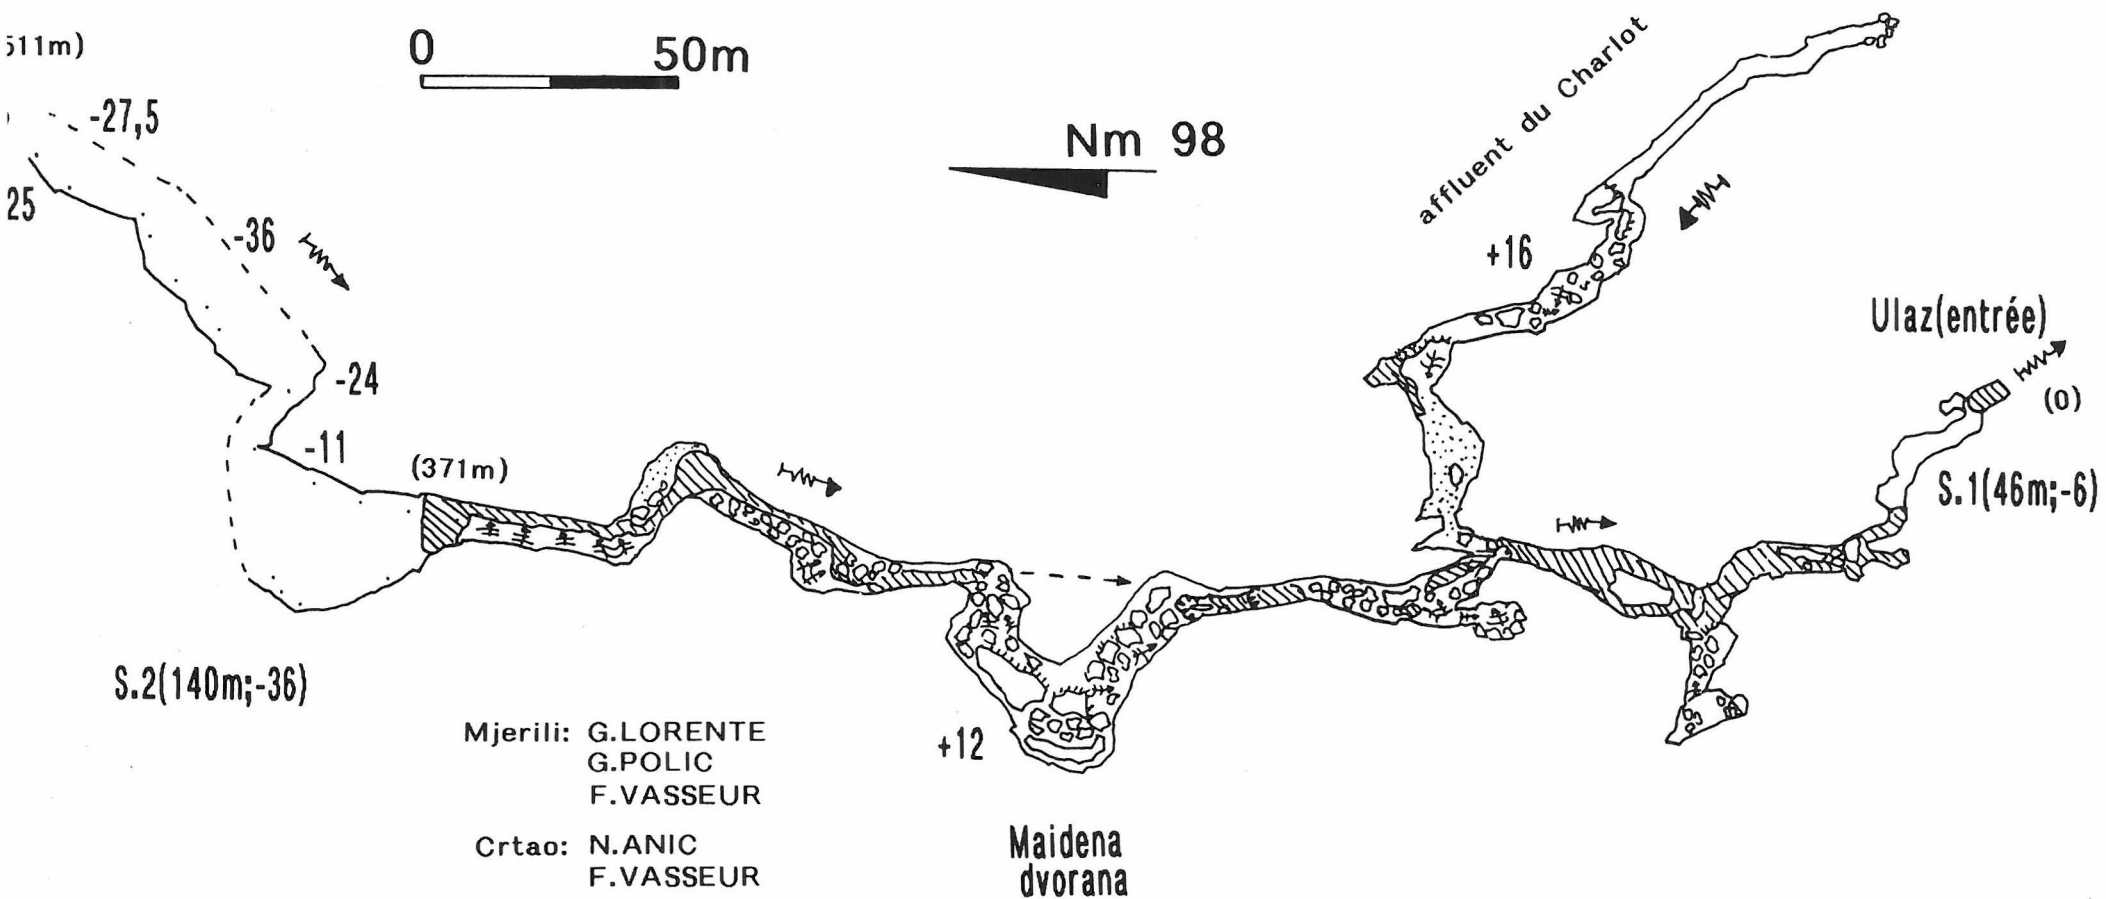 511m)
0 50m
-27,5
Nm 98
affluent du Charlot
25
-36
+16
Ulaz(entrée)
-24
(0)
-11
(371m)
S.1(46m;-6)
S.2(140m;-36)
Mjerili: G.LORENTE
G.POLIC
F.VASSEUR
+12
Crtao: N.ANIC
F.VASSEUR
Maidena
dvorana